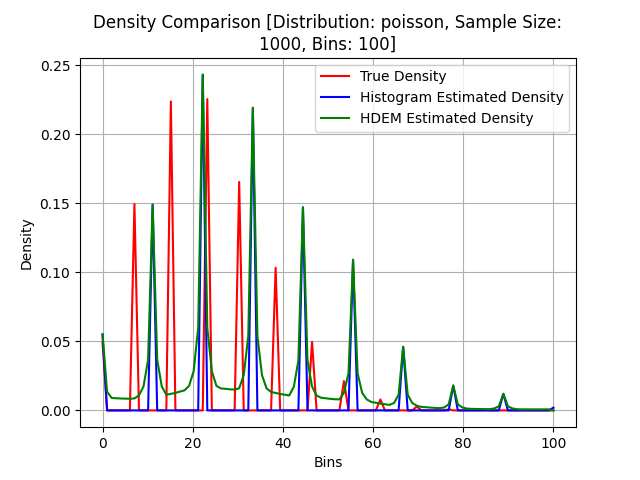 Density Comparison [Distribution: poisson, Sample Size:
1000, Bins: 100]
True Density
Histogram Estimated Density
HDEM Estimated Density
Density
0.25
0.20
0.15
0.10
0.05
0.00
0 20 40 60 80 100
Bins